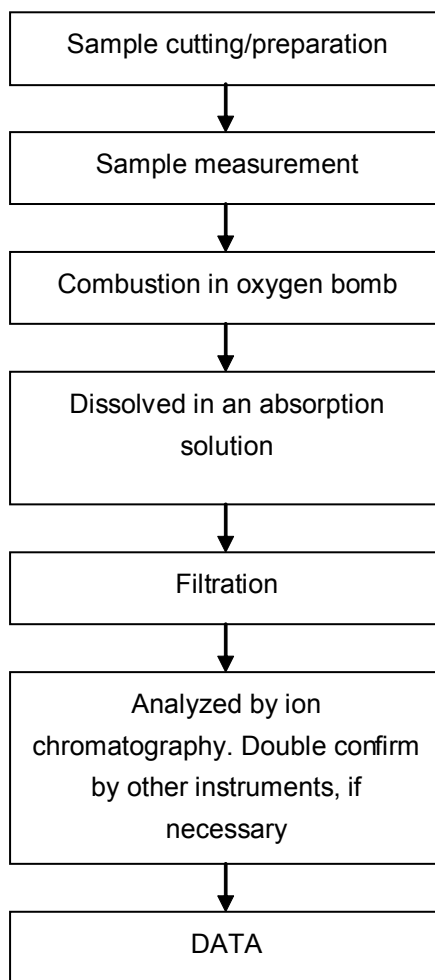 Sample cutting/preparation
Sample measurement
Combustion in oxygen bomb
Dissolved in an absorption
solution
Filtration
Analyzed by ion
chromatography. Double confirm
by other instruments, if
necessary
DATA